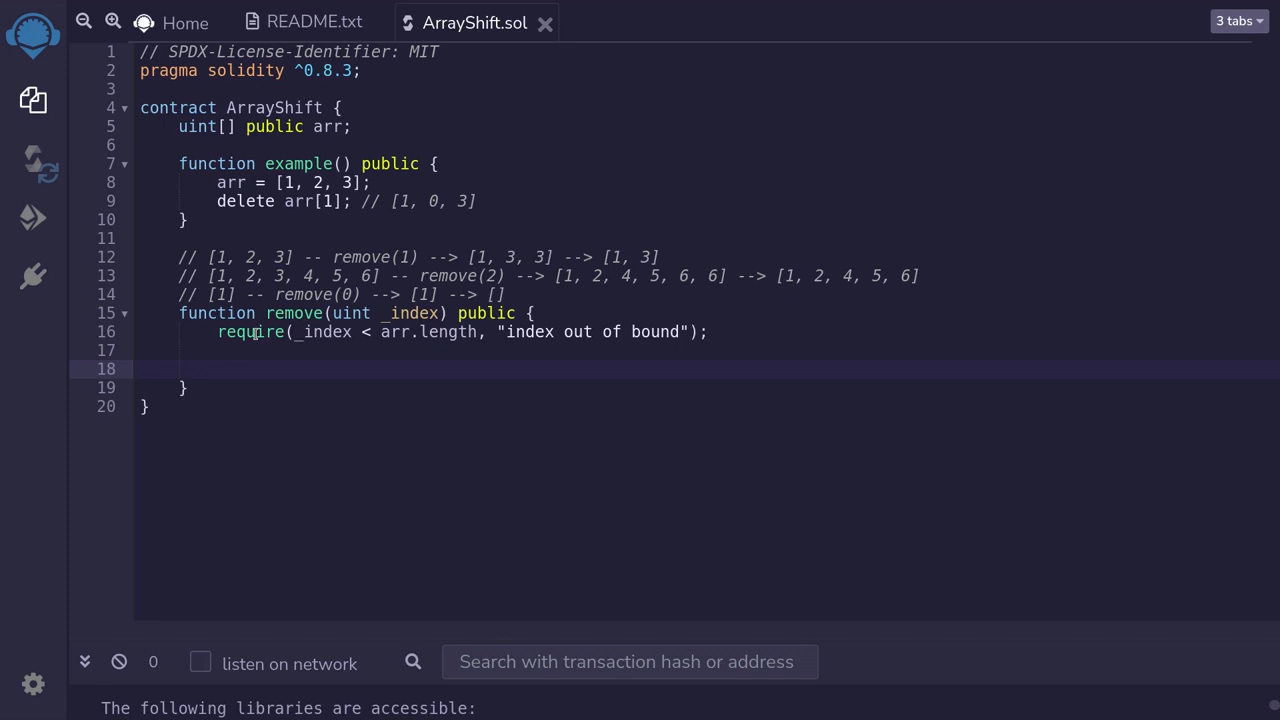 Home
README.txt
ArrayShift.sol
3 tabs
1 // SPDX-License-Identifier: MIT
2 pragma solidity ^0.8.3;
3
4 contract ArrayShift {
5 uint[] public arr;
6
7 function example() public {
8 arr = [1, 2, 3];
9 delete arr[1]; // [1, 0, 3]
10 }
11
12 // [1, 2, 3] -- remove(1) --> [1, 3, 3] --> [1, 3]
13 // [1, 2, 3, 4, 5, 6] -- remove(2) --> [1, 2, 4, 5, 6, 6] --> [1, 2, 4, 5, 6]
14 // [1] -- remove(0) --> [1] --> []
15 function remove(uint _index) public {
16 require(_index < arr.length, "index out of bound");
17
18
19 }
20 }
0
listen on network
Search with transaction hash or address
The following libraries are accessible: